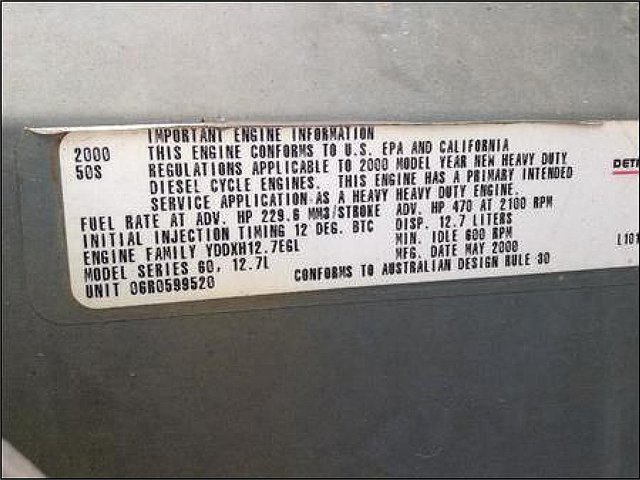 IMPORTANT ENGINE INFORMATION
2000 THIS ENGINE CONFORMS TO U.S. EPA AND CALIFORNIA
50S REGULATIONS APPLICABLE TO 2000 MODEL YEAR NEW HEAVY DUTY
DIESEL CYCLE ENGINES. THIS ENGINE HAS A PRIMARY INTENDED
SERVICE APPLICATION AS A HEAVY HEAVY DUTY ENGINE.
FUEL RATE AT ADV. HP 229.6 MM3/STROKE ADV. HP 470 AT 2100 RPM
INITIAL INJECTION TIMING 12 DEG. BTC DISP. 12.7 LITERS
ENGINE FAMILY YDDXH12.7EGL MIN. IDLE 600 RPM
MODEL SERIES 60, 12.7L MFG. DATE MAY 2000
UNIT 06R0599520 CONFORMS TO AUSTRALIAN DESIGN RULE 30
DETR
L101